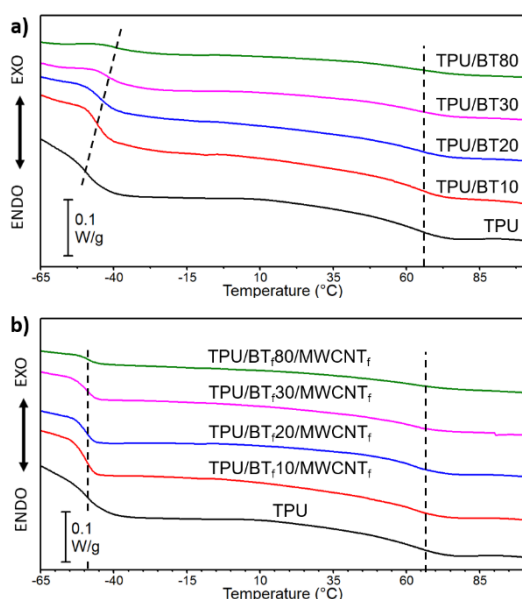 a)
EXO
ENDO
TPU/BT80
TPU/BT30
TPU/BT20
TPU/BT10
TPU
0.1
W/g
-65 -40 -15 10 35 60 85
Temperature (°C)
b)
EXO
ENDO
TPU/BTf80/MWCNTf
TPU/BTf30/MWCNTf
TPU/BTf20/MWCNTf
TPU/BTf10/MWCNTf
TPU
0.1
W/g
-65 -40 -15 10 35 60 85
Temperature (°C)